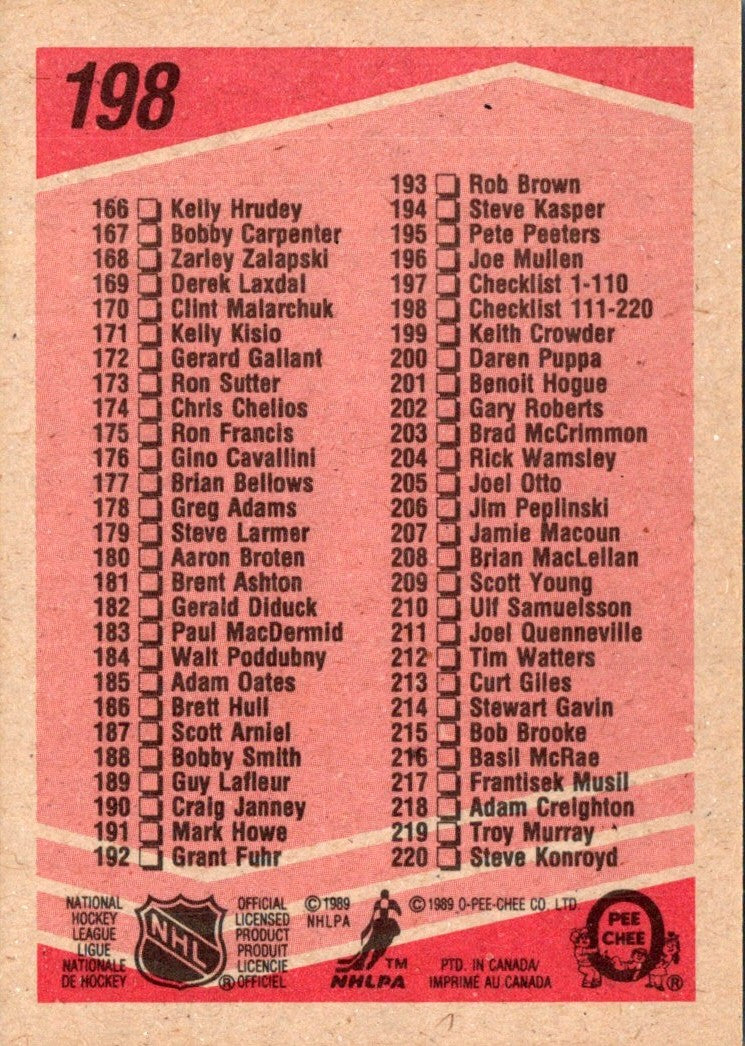 198
166 Kelly Hrudey
167 Bobby Carpenter
168 Zarley Zalapski
169 Derek Laxdal
170 Clint Malarchuk
171 Kelly Kisio
172 Gerard Gallant
173 Ron Sutter
174 Chris Chelios
175 Ron Francis
176 Gino Cavallini
177 Brian Bellows
178 Greg Adams
179 Steve Larmer
180 Aaron Broten
181 Brent Ashton
182 Gerald Diduck
183 Paul MacDermid
184 Walt Poddubny
185 Adam Oates
186 Brett Hull
187 Scott Arniel
188 Bobby Smith
189 Guy Lafleur
190 Craig Janney
191 Mark Howe
192 Grant Fuhr
193 Rob Brown
194 Steve Kasper
195 Pete Peeters
196 Joe Mullen
197 Checklist 1-110
198 Checklist 111-220
199 Keith Crowder
200 Daren Puppa
201 Benoit Hogue
202 Gary Roberts
203 Brad McCrimmon
204 Rick Wamsley
205 Joel Otto
206 Jim Peplinski
207 Jamie Macoun
208 Brian MacLellan
209 Scott Young
210 Ulf Samuelsson
211 Joel Quenneville
212 Tim Watters
213 Curt Giles
214 Stewart Gavin
215 Bob Brooke
216 Basil McRae
217 Frantisek Musil
218 Adam Creighton
219 Troy Murray
220 Steve Konroyd
NATIONAL
HOCKEY
LEAGUE
LIGUE
NATIONALE
DE HOCKEY
NHL
OFFICIAL
LICENSED
PRODUCT
PRODUIT
LICENCIE
® OFFICIEL
© 1989
NHLPA
TM
NHLPA
© 1989 O-PEE-CHEE CO. LTD.
PTD. IN CANADA/
IMPRIMÉ AU CANADA
O
PEE
CHEE
®